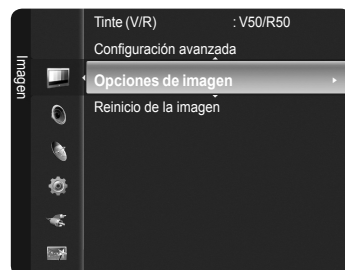 Imagen
Tinte (V/R) : V50/R50
Configuración avanzada
Opciones de imagen
Reinicio de la imagen